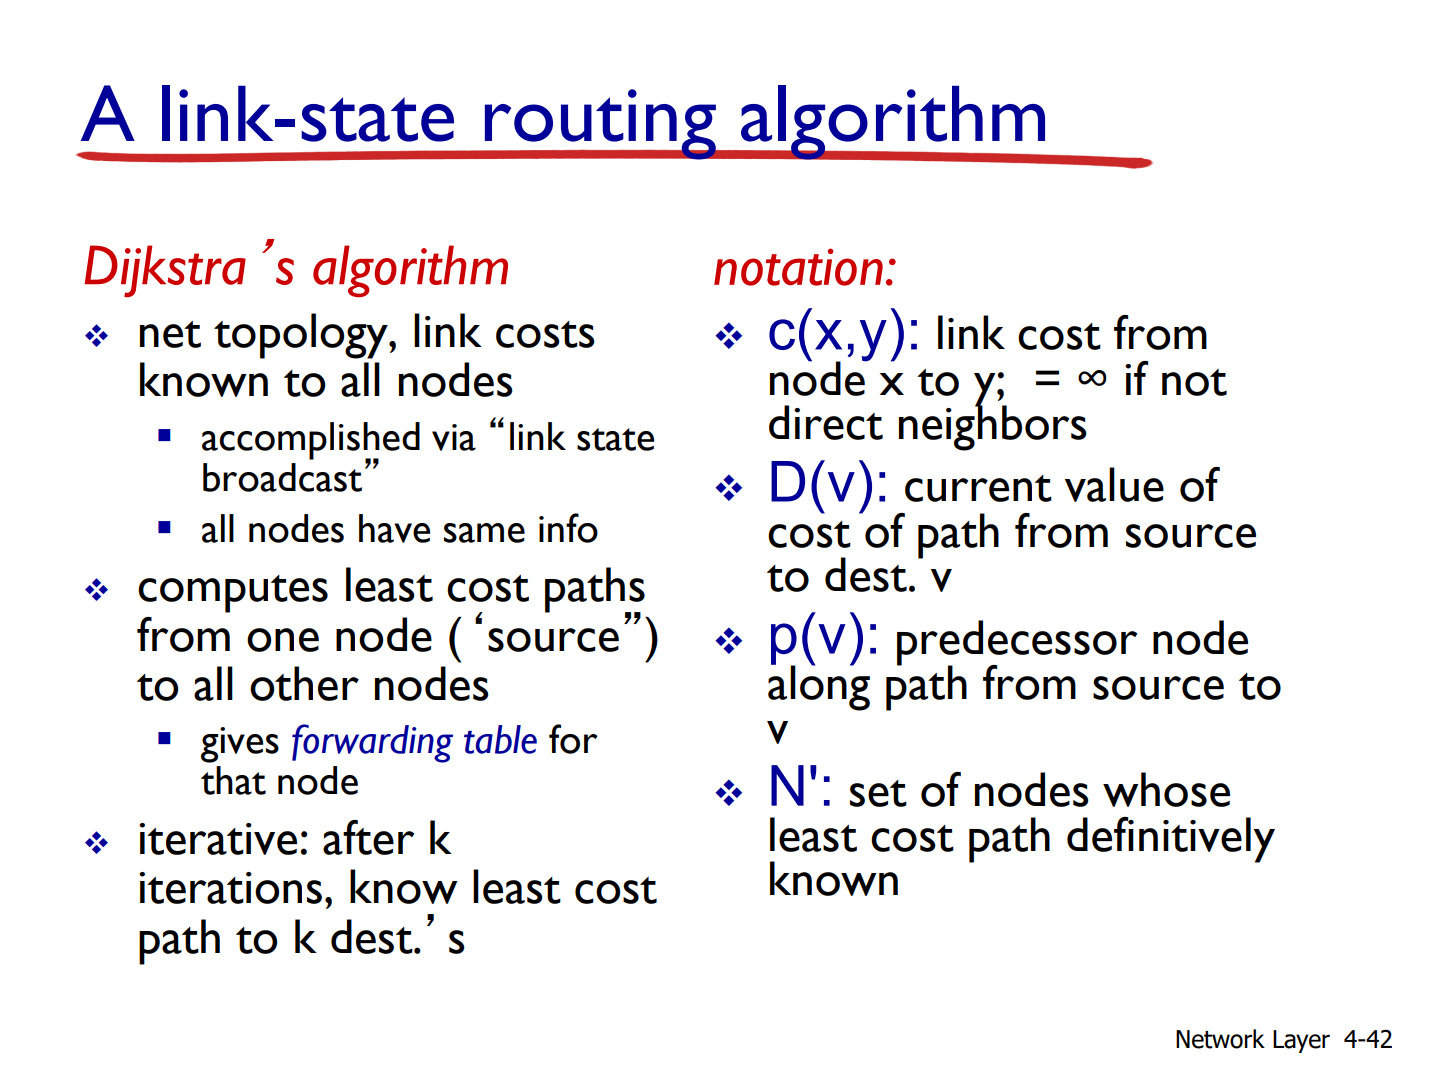 A link-state routing algorithm
Dijkstra’s algorithm
❖ net topology, link costs
known to all nodes
▪ accomplished via “link state
broadcast”
▪ all nodes have same info
❖ computes least cost paths
from one node (‘source”)
to all other nodes
▪ gives forwarding table for
that node
❖ iterative: after k
iterations, know least cost
path to k dest.’s
notation:
❖ c(x,y): link cost from
node x to y; = ∞ if not
direct neighbors
❖ D(v): current value of
cost of path from source
to dest. v
❖ p(v): predecessor node
along path from source to
v
❖ N': set of nodes whose
least cost path definitively
known
Network Layer 4-42